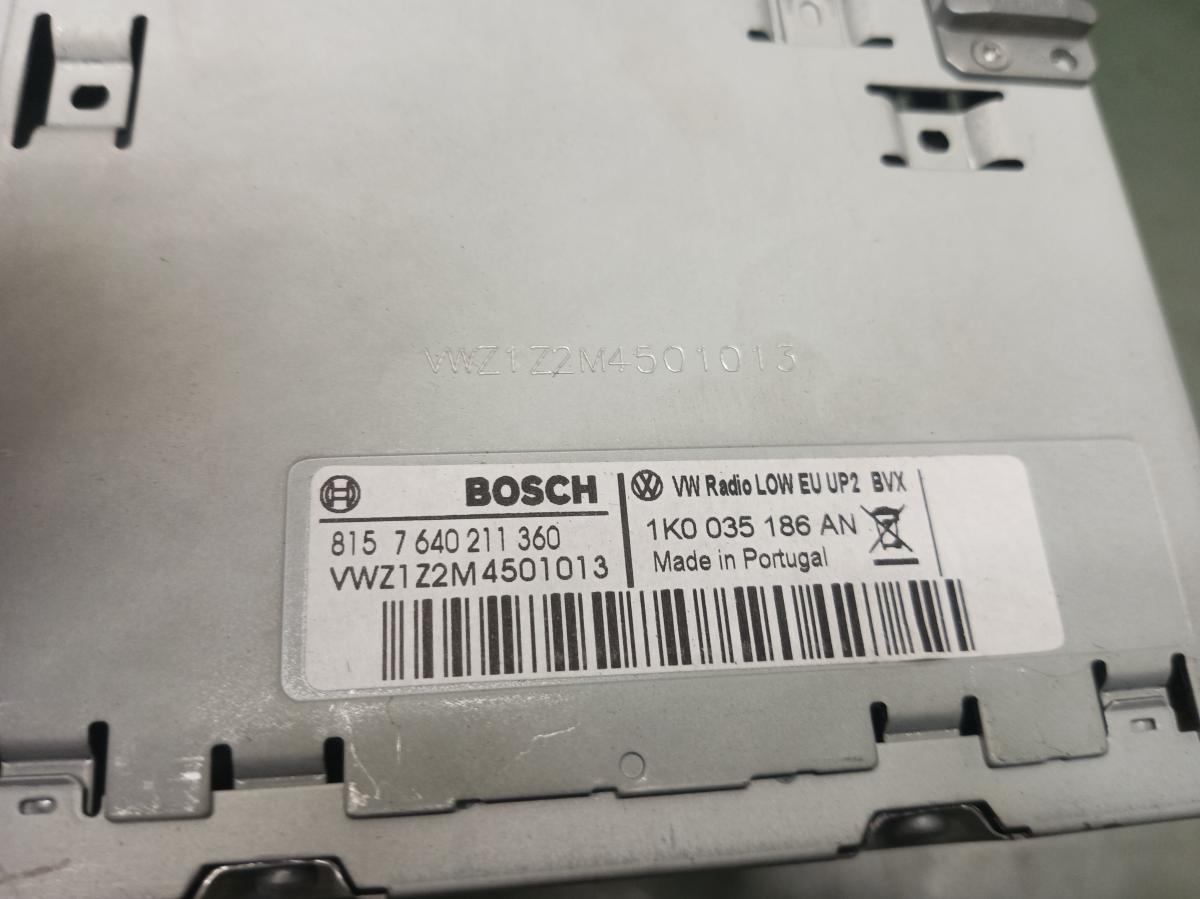 VWZ1Z2M4501013
BOSCH
815 7 640 211 360
VWZ1Z2M4501013
VW Radio LOW EU UP2 BVX
1K0 035 186 AN
Made in Portugal